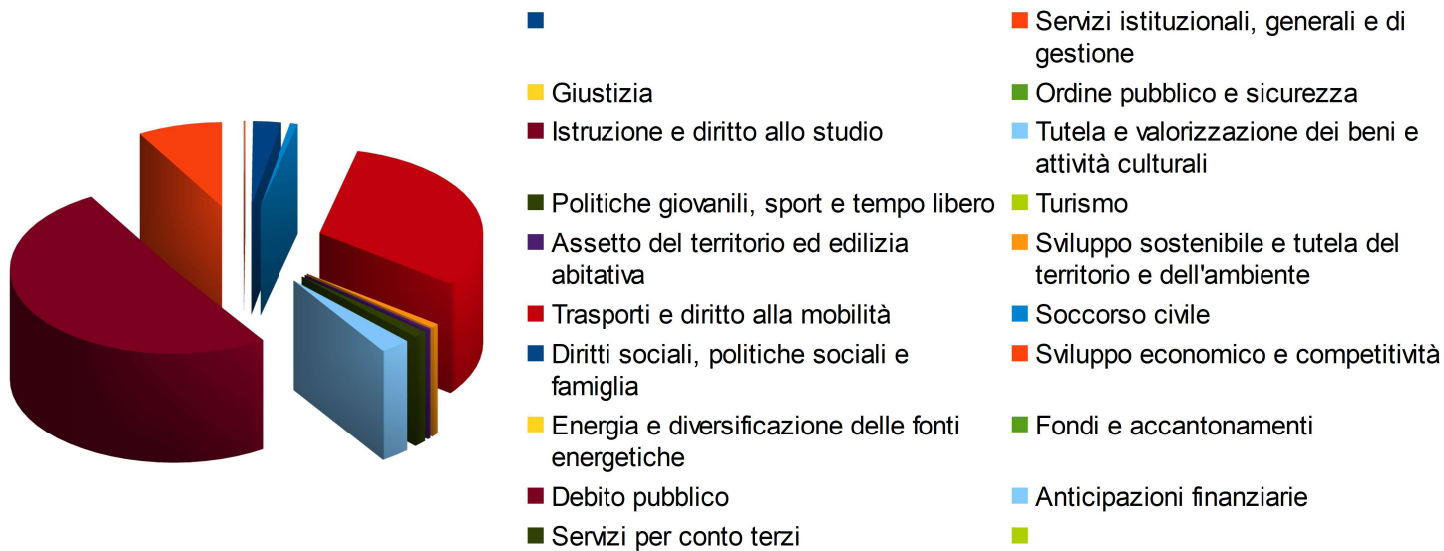 Servizi istituzionali, generali e di
gestione
Giustizia
Ordine pubblico e sicurezza
Istruzione e diritto allo studio
Tutela e valorizzazione dei beni e
attività culturali
Politiche giovanili, sport e tempo libero
Turismo
Assetto del territorio ed edilizia
abitativa
Sviluppo sostenibile e tutela del
territorio e dell'ambiente
Trasporti e diritto alla mobilità
Soccorso civile
Diritti sociali, politiche sociali e
famiglia
Sviluppo economico e competitività
Energia e diversificazione delle fonti
energetiche
Fondi e accantonamenti
Debito pubblico
Anticipazioni finanziarie
Servizi per conto terzi